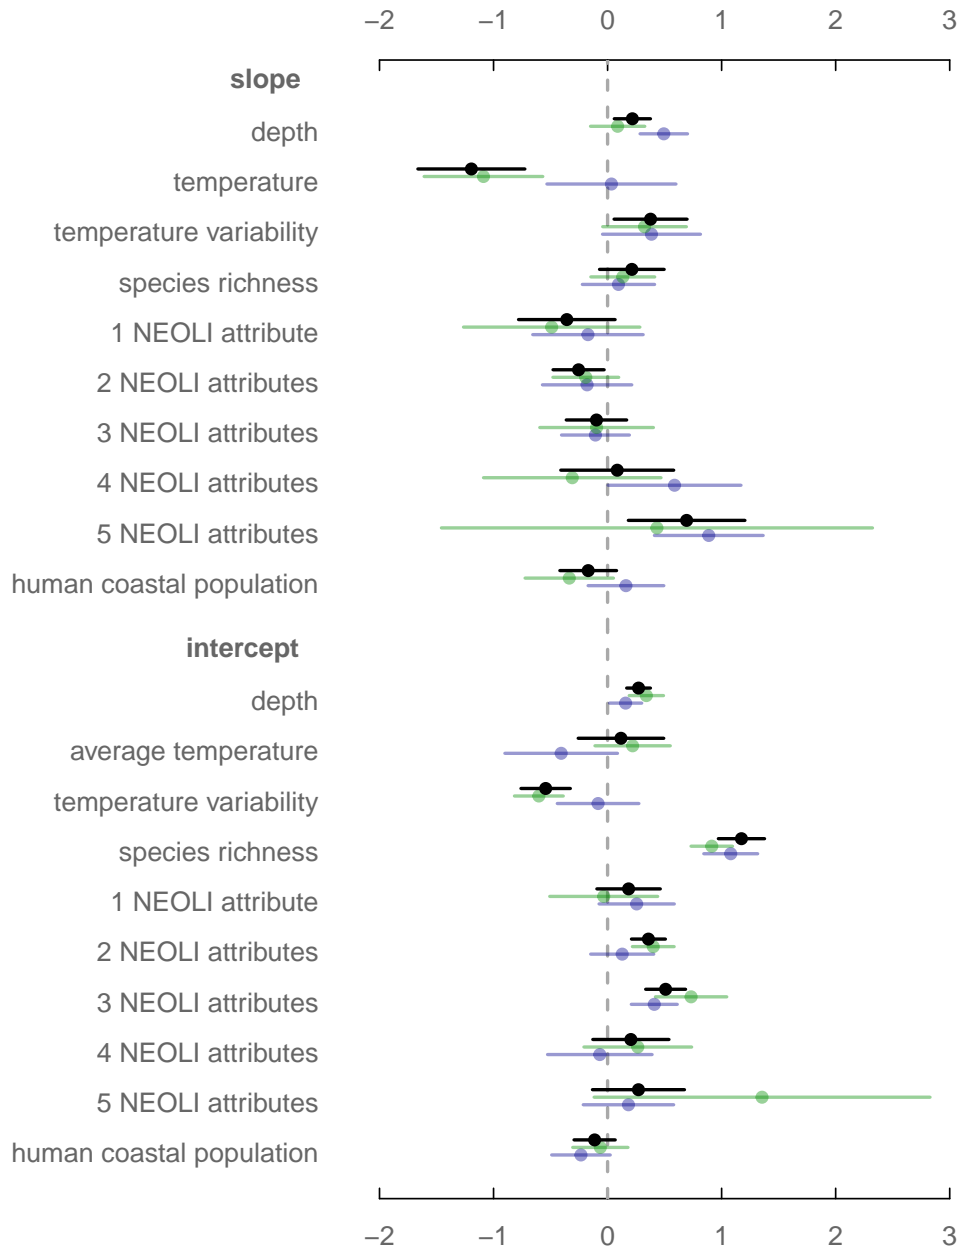 −2 −1 0 1 2 3
slope
depth
temperature
temperature variability
species richness
1 NEOLI attribute
2 NEOLI attributes
3 NEOLI attributes
4 NEOLI attributes
5 NEOLI attributes
human coastal population
intercept
depth
average temperature
temperature variability
species richness
1 NEOLI attribute
2 NEOLI attributes
3 NEOLI attributes
4 NEOLI attributes
5 NEOLI attributes
human coastal population
−2 −1 0 1 2 3